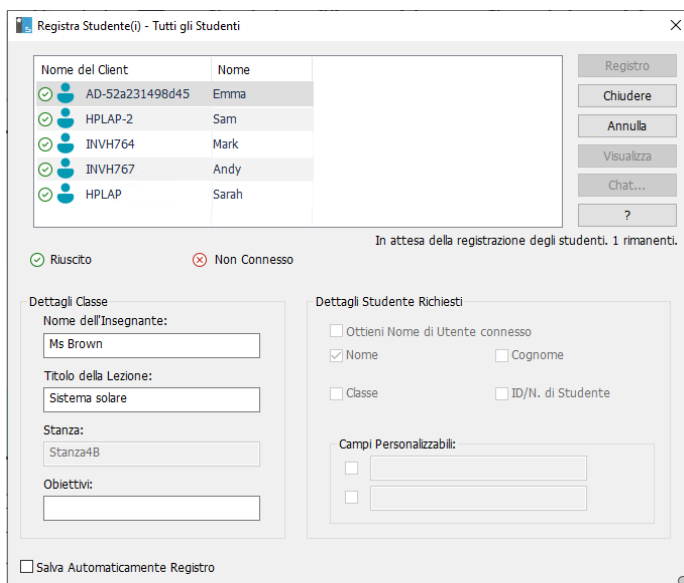 Registra Studente(i) - Tutti gli Studenti
Nome del Client Nome
AD-52a231498d45 Emma
HPLAP-2 Sam
INVH764 Mark
INVH767 Andy
HPLAP Sarah
Registro
Chiudere
Annulla
Visualizza
Chat...
?
In attesa della registrazione degli studenti. 1 rimanenti.
Riuscito Non Connesso
Dettagli Classe
Nome dell'Insegnante:
Ms Brown
Titolo della Lezione:
Sistema solare
Stanza:
Stanza4B
Obiettivi:
Dettagli Studente Richiesti
Ottieni Nome di Utente connesso
Nome Cognome
Classe ID/N. di Studente
Campi Personalizzabili:
Salva Automaticamente Registro